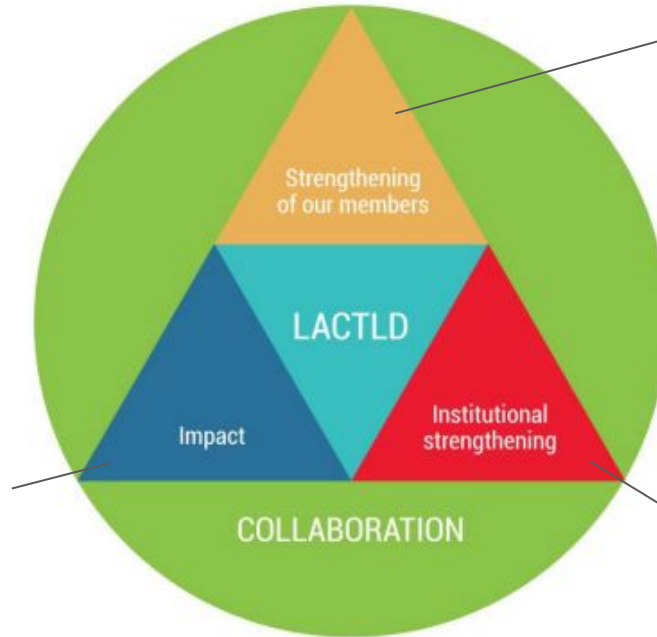 Strengthening
of our members
LACTLD
Impact
Institutional
strengthening
COLLABORATION